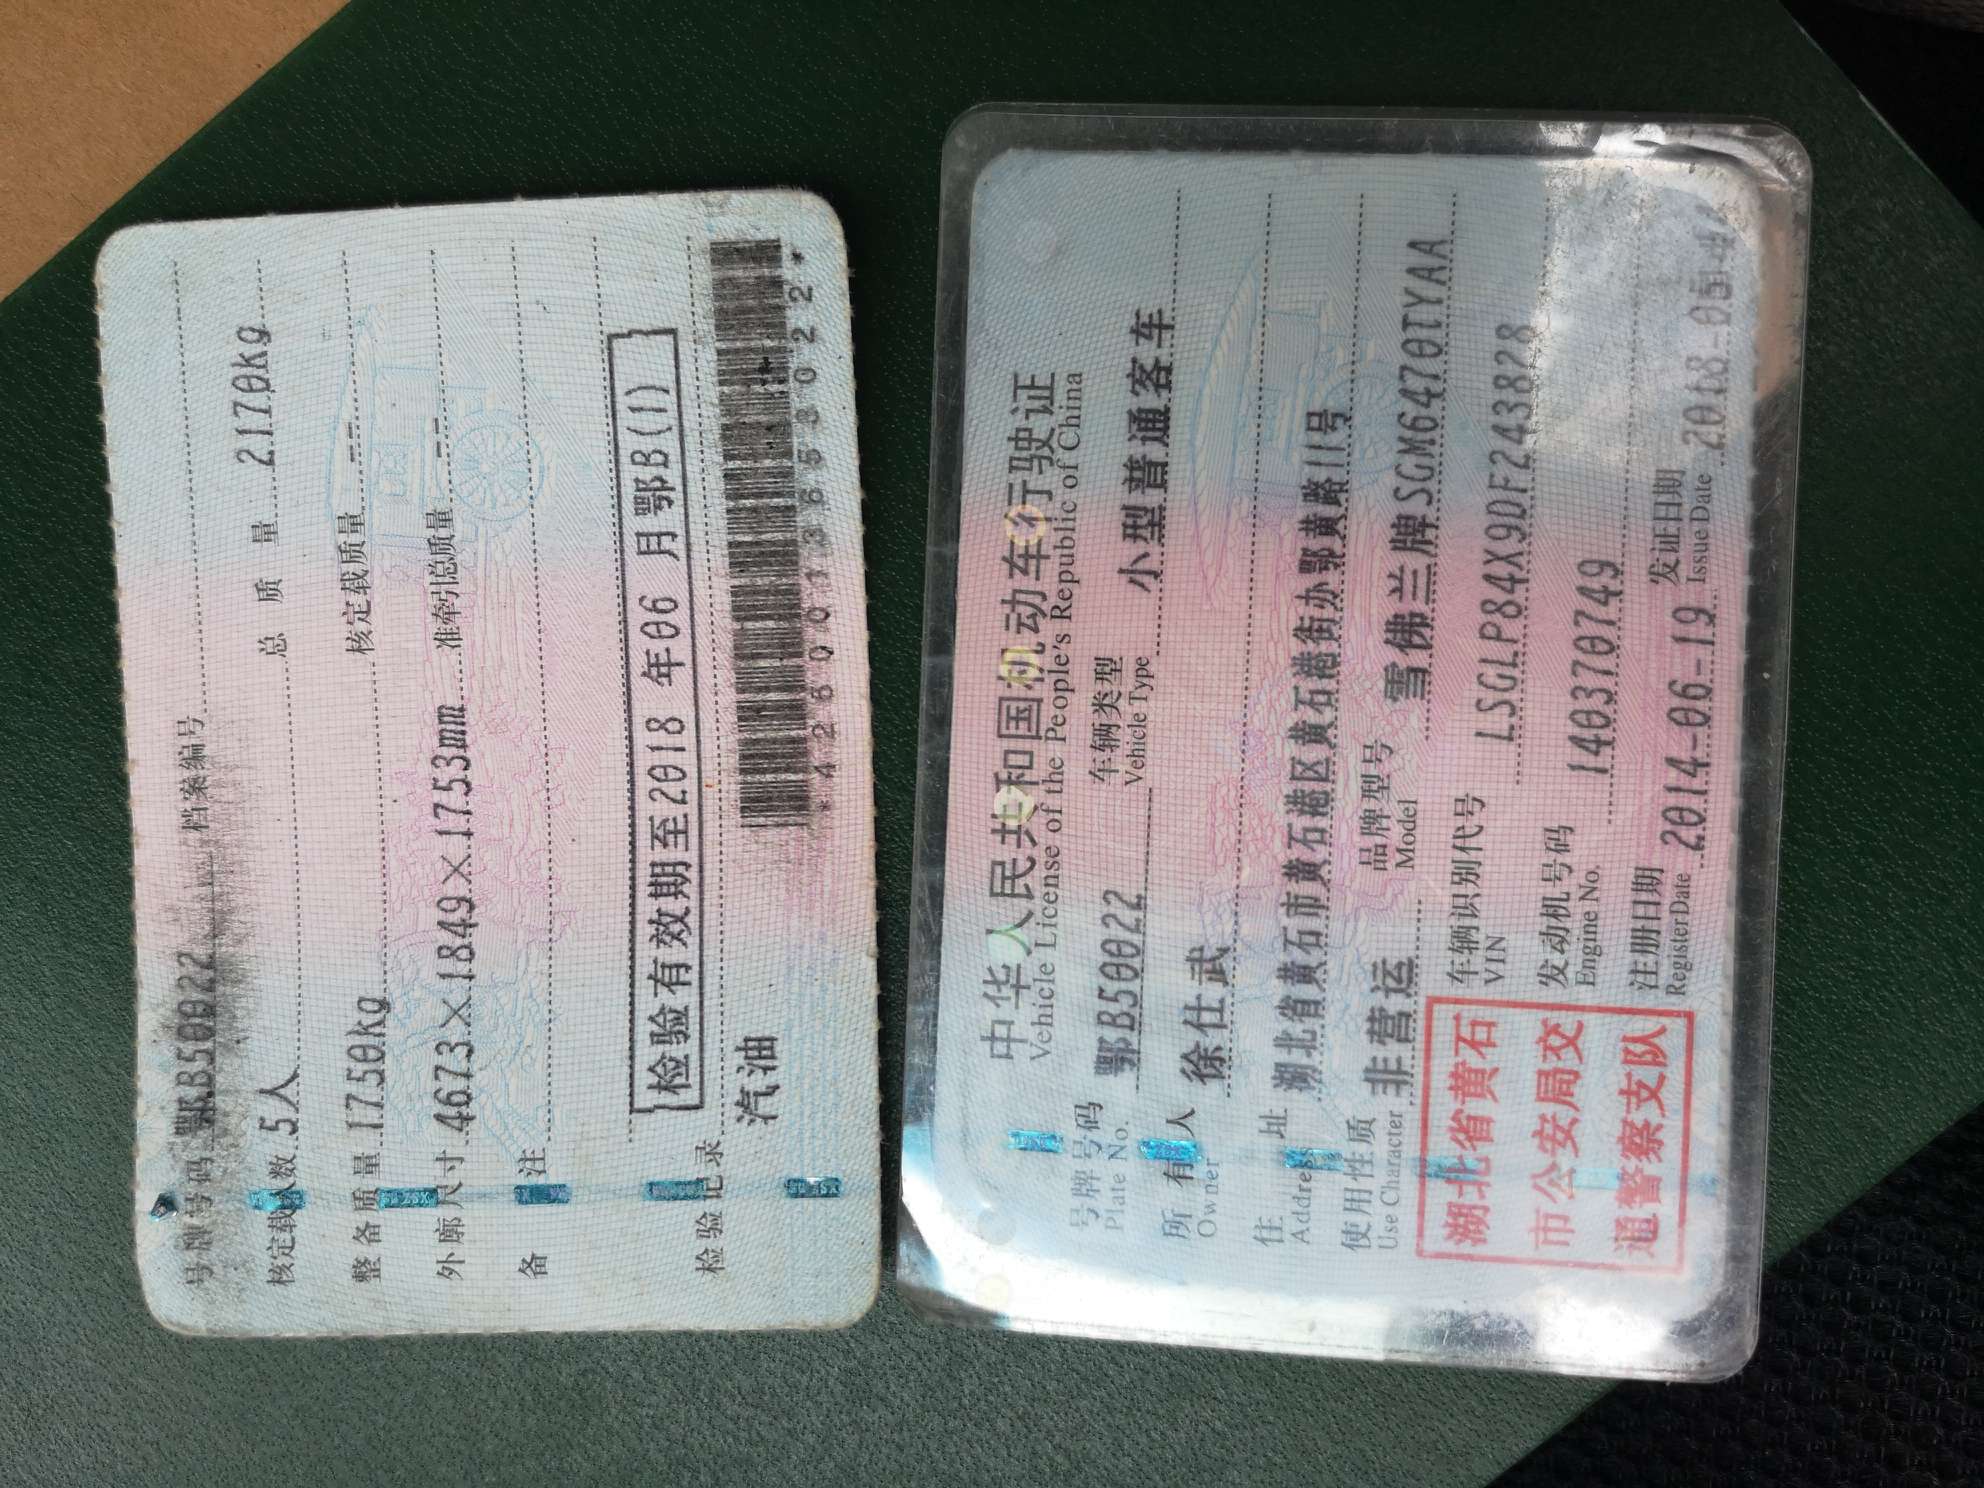 号牌号码 鄂B50022 档案编号
核定载人数 5人 总质量 2170kg
整备质量 1750kg 核定载质量 --
外廓尺寸 4673×1849×1753mm 准牵引总质量 --
备注
检验有效期至2018年06月鄂B(1)
检验记录
汽油
中华人民共和国机动车行驶证
Vehicle License of the People's Republic of China
号牌号码 鄂B50022 车辆类型 小型普通客车
Plate No. Vehicle Type
所有人 徐仕武
Owner
住址 湖北省黄石市黄石港区黄石港街办鄂黄路11号
Address
使用性质 非营运 品牌型号 雪佛兰牌SGM6470TYAA
Use Character Model
车辆识别代号 LSGLP84X9DF243828
VIN
发动机号码 140370749
Engine No.
注册日期 2014-06-19 发证日期
Register Date Issue Date
湖北省黄石
市公安局交
通警察支队